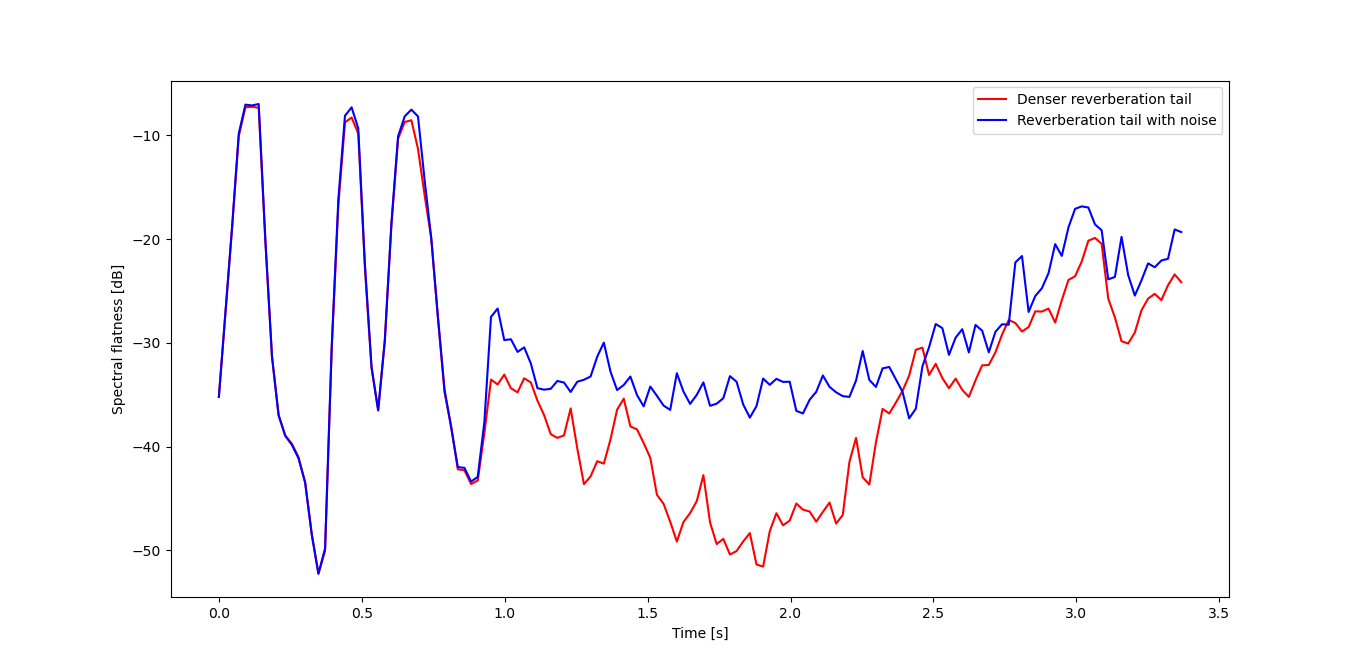 Denser reverberation tail
Reverberation tail with noise
Spectral flatness [dB]
−10
−20
−30
−40
−50
0.0 0.5 1.0 1.5 2.0 2.5 3.0 3.5
Time [s]